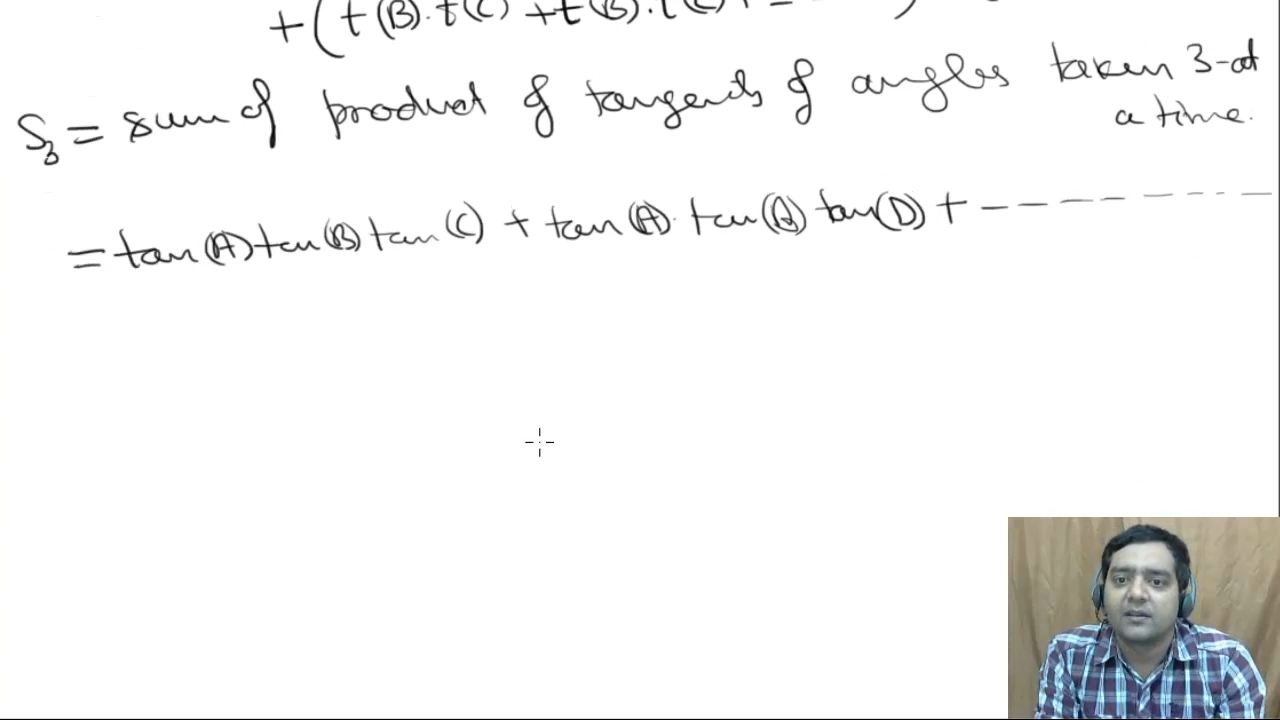 +(t(B).t(C)+t(B).t(
S3 = sum of product of tangents of angles taken 3-at
a time.
= tan(A)tan(B)tan(C) + tan(A).tan(B)tan(D) + -----------